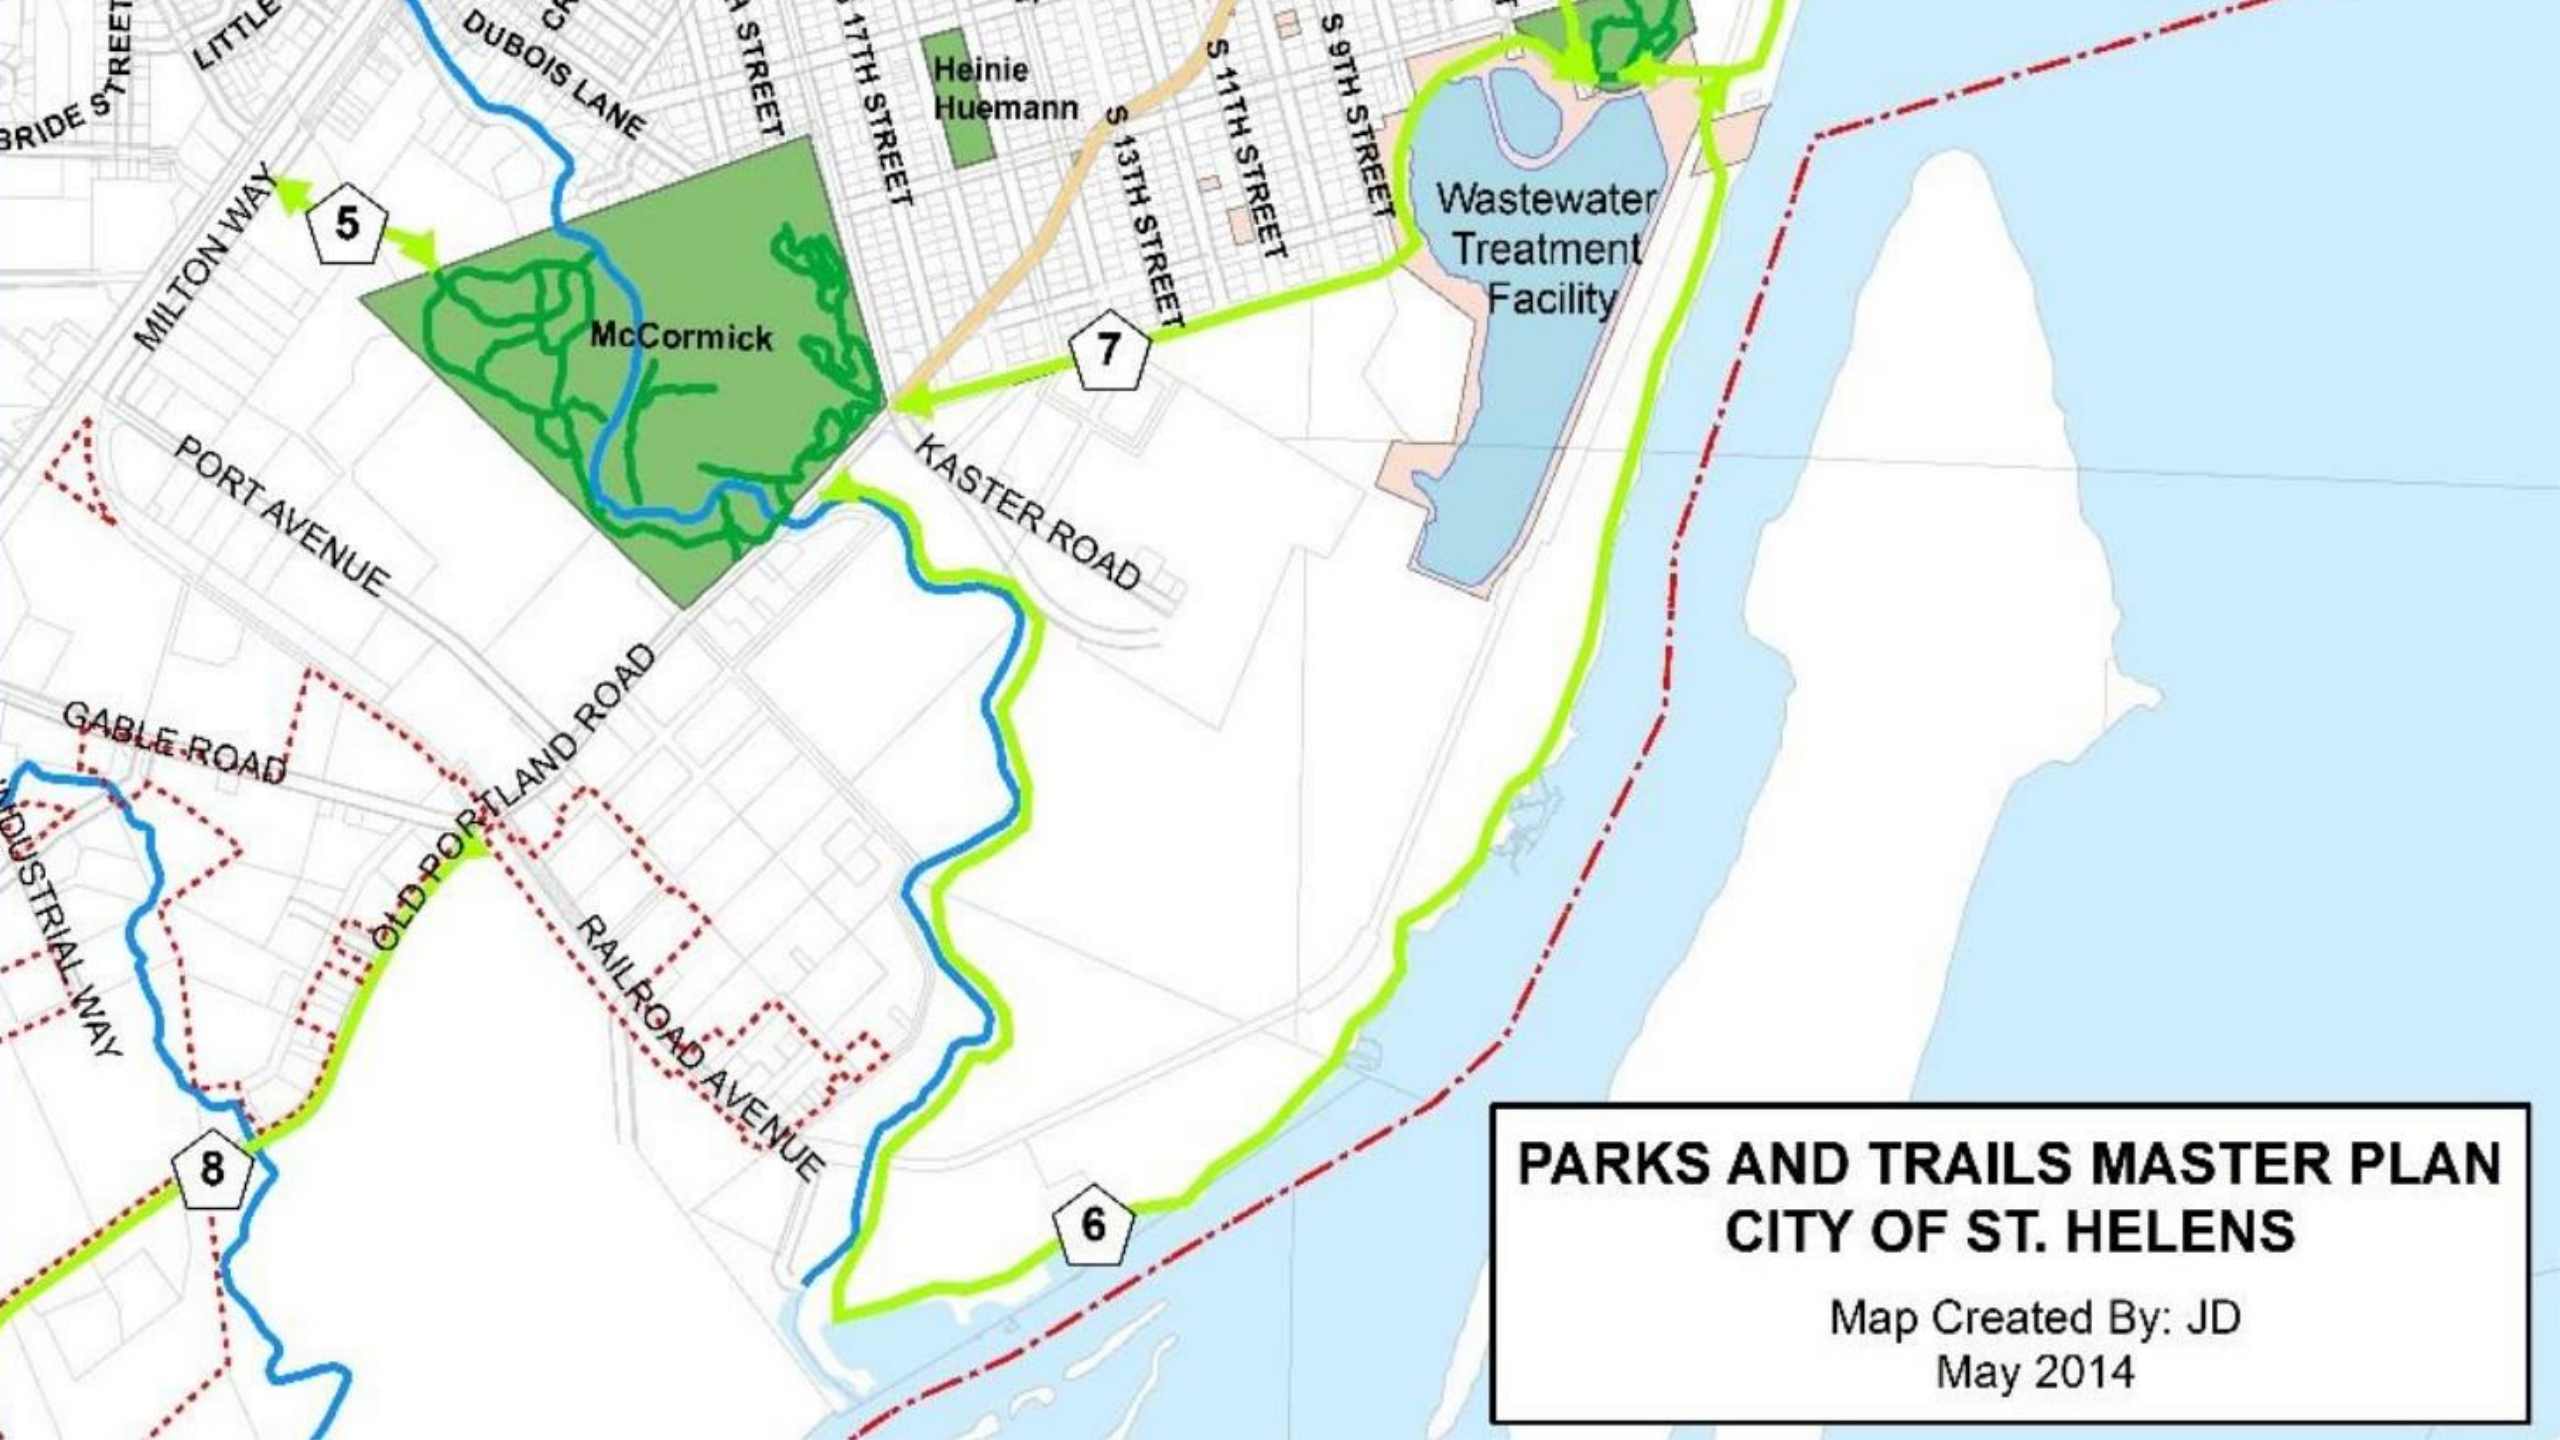 LITTLE
DUBOIS LANE
STREET
17TH STREET
Heinie
Huemann
S 13TH STREET
S 11TH STREET
S 9TH STREET
STREET
BRIDE STREET
MILTON WAY
5
McCormick
7
Wastewater
Treatment
Facility
KASTER ROAD
PORT AVENUE
GABLE ROAD
OLD PORTLAND ROAD
INDUSTRIAL WAY
RAILROAD AVENUE
8
6
PARKS AND TRAILS MASTER PLAN
CITY OF ST. HELENS
Map Created By: JD
May 2014